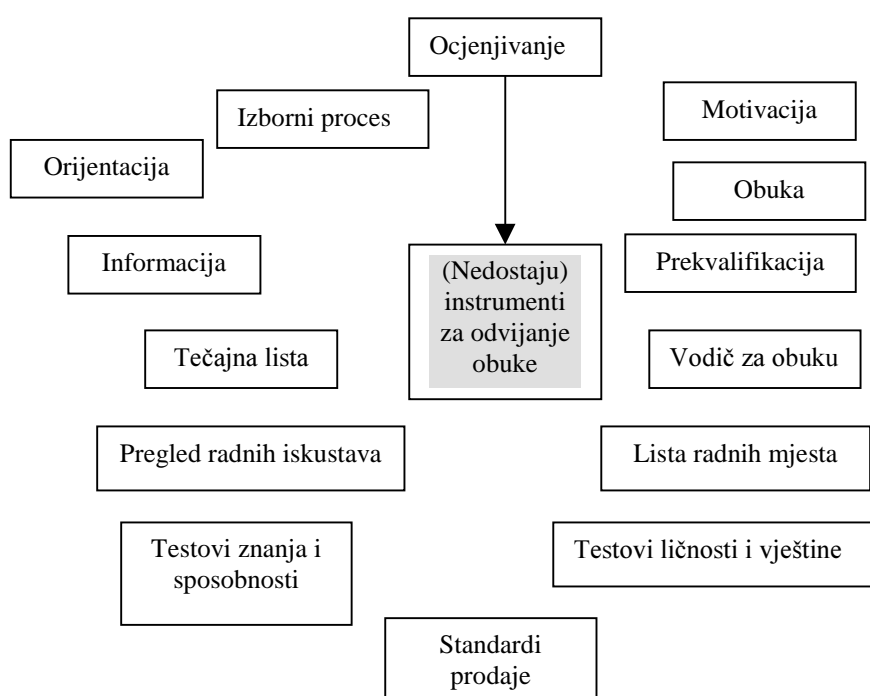 Ocjenjivanje
Izborni proces
Motivacija
Orijentacija
Obuka
Informacija
(Nedostaju)
instrumenti
za odvijanje
obuke
Prekvalifikacija
Tečajna lista
Vodič za obuku
Pregled radnih iskustava
Lista radnih mjesta
Testovi znanja i
sposobnosti
Testovi ličnosti i vještine
Standardi
prodaje